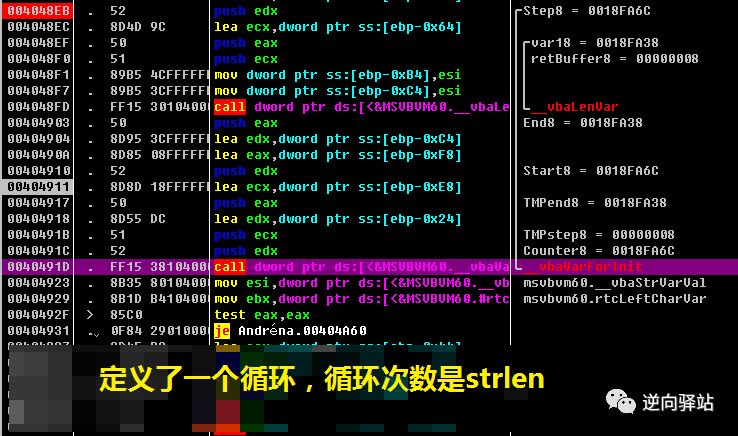 004048EB . 52 push edx Step8 = 0018FA6C
004048EC . 8D4D 9C lea ecx,dword ptr ss:[ebp-0x64]
004048EF . 50 push eax var18 = 0018FA38
004048F0 . 51 push ecx retBuffer8 = 00000008
004048F1 . 89B5 4CFFFFFF mov dword ptr ss:[ebp-0xB4],esi
004048F7 . 89B5 3CFFFFFF mov dword ptr ss:[ebp-0xC4],esi
004048FD . FF15 30104000 call dword ptr ds:[<&MSVBVM60.__vbaLe __vbaLenVar
00404903 . 50 push eax End8 = 0018FA38
00404904 . 8D95 3CFFFFFF lea edx,dword ptr ss:[ebp-0xC4]
0040490A . 8D85 08FFFFFF lea eax,dword ptr ss:[ebp-0xF8]
00404910 . 52 push edx Start8 = 0018FA6C
00404911 . 8D8D 18FFFFFF lea ecx,dword ptr ss:[ebp-0xE8]
00404917 . 50 push eax TMPend8 = 0018FA38
00404918 . 8D55 DC lea edx,dword ptr ss:[ebp-0x24]
0040491B . 51 push ecx TMPstep8 = 00000008
0040491C . 52 push edx Counter8 = 0018FA6C
0040491D . FF15 38104000 call dword ptr ds:[<&MSVBVM60.__vbaVa __vbaVarForInit
00404923 . 8B35 80104000 mov esi,dword ptr ds:[<&MSVBVM60.__vb msvbvm60.__vbaStrVarVal
00404929 . 8B1D B4104000 mov ebx,dword ptr ds:[<&MSVBVM60.#rtc msvbvm60.rtcLeftCharVar
0040492F > 85C0 test eax,eax
00404931 . 0F84 29010000 je Andréna.00404A60
定义了一个循环，循环次数是strlen
逆向驿站